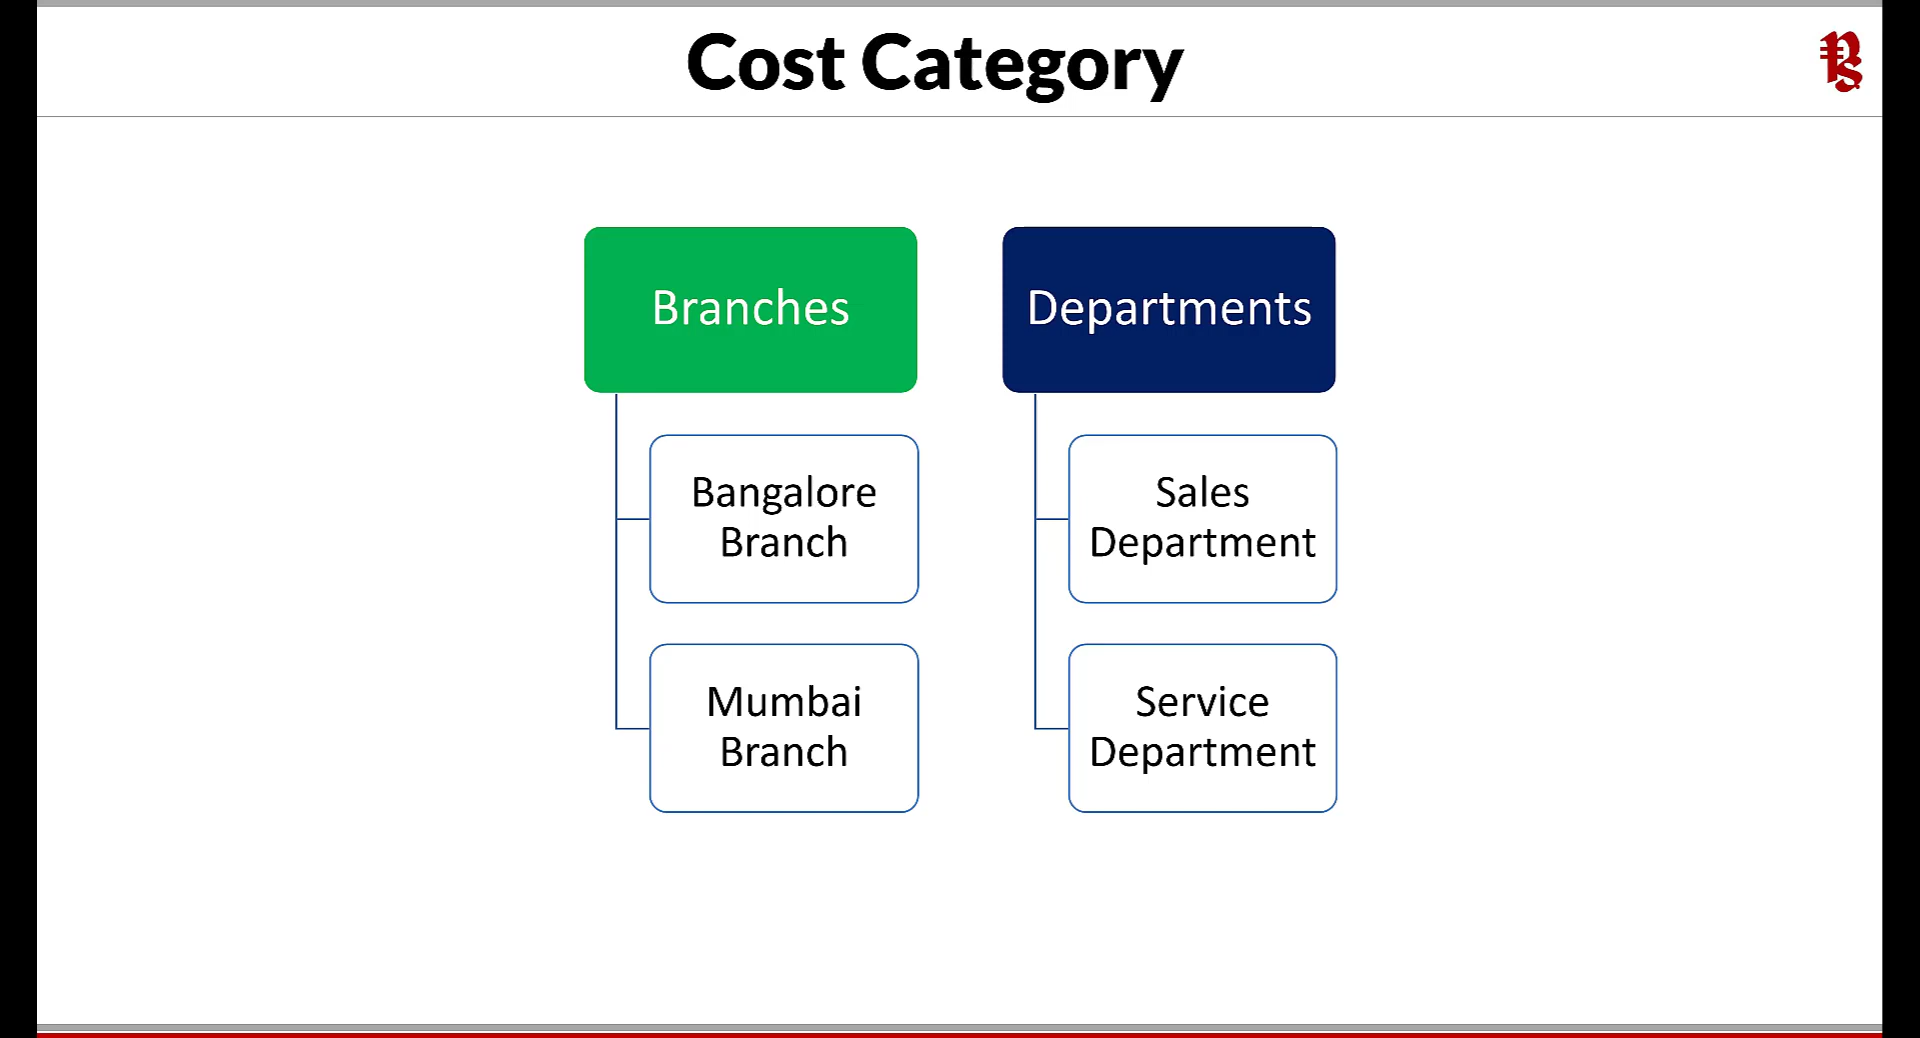 Cost Category
Branches
Departments
Bangalore
Branch
Sales
Department
Mumbai
Branch
Service
Department